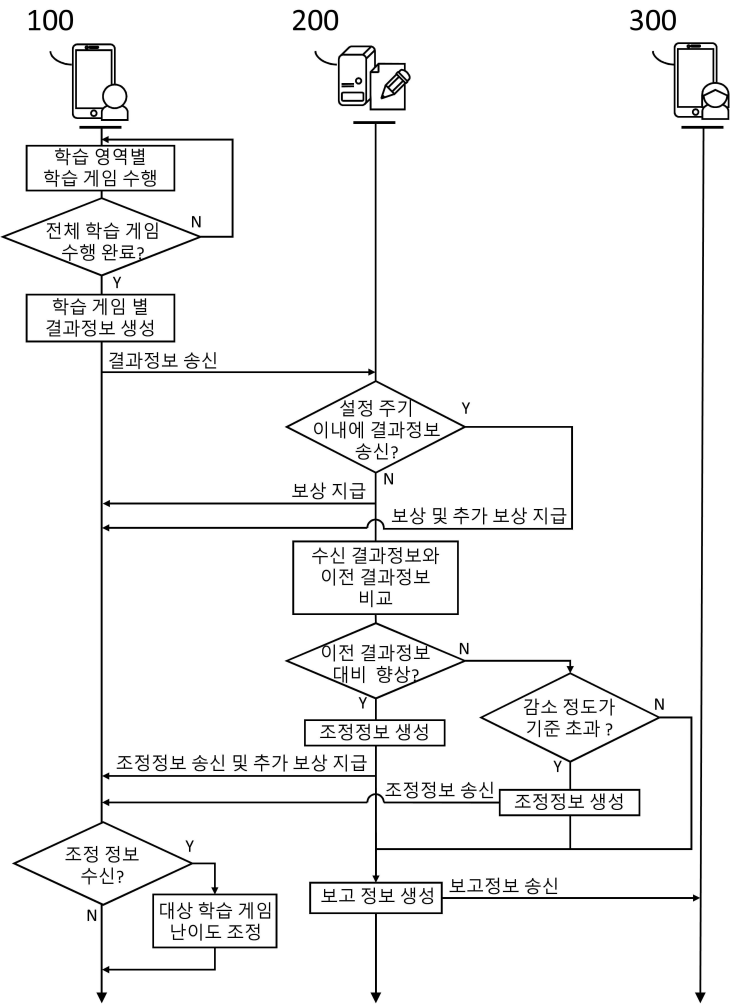 100
200
300
학습 영역별
학습 게임 수행
전체 학습 게임
수행 완료?
N
Y
학습 게임 별
결과정보 생성
결과정보 송신
설정 주기
이내에 결과정보
송신?
Y
N
보상 지급
보상 및 추가 보상 지급
수신 결과정보와
이전 결과정보
비교
이전 결과정보
대비 향상?
N
Y
감소 정도가
기준 초과 ?
N
Y
조정정보 생성
조정정보 송신 및 추가 보상 지급
조정정보 송신
조정정보 생성
조정 정보
수신?
Y
N
대상 학습 게임
난이도 조정
보고 정보 생성
보고정보 송신